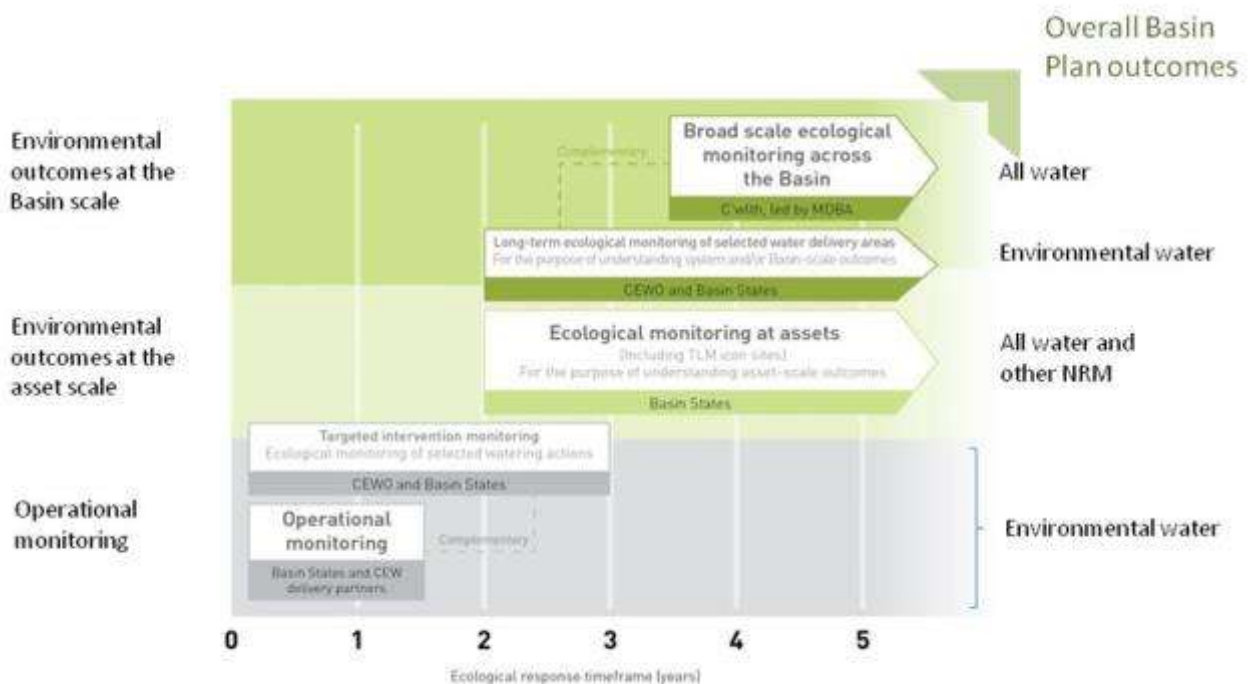 Overall Basin
Plan outcomes
Environmental
outcomes at the
Basin scale
Broad scale ecological
monitoring across
the Basin
Complementary
C'wlth, led by MDBA
All water
Long-term ecological monitoring of selected water delivery areas
For the purpose of understanding system and/or Basin-scale outcomes
CEWO and Basin States
Environmental water
Environmental
outcomes at the
asset scale
Ecological monitoring at assets
(including TLM icon sites)
For the purpose of understanding asset-scale outcomes
Basin States
All water and
other NRM
Targeted intervention monitoring
Ecological monitoring of selected watering actions
CEWO and Basin States
Operational
monitoring
Operational
monitoring
Complementary
Basin States and CEW
delivery partners.
Environmental water
0 1 2 3 4 5
Ecological response timeframe (years)